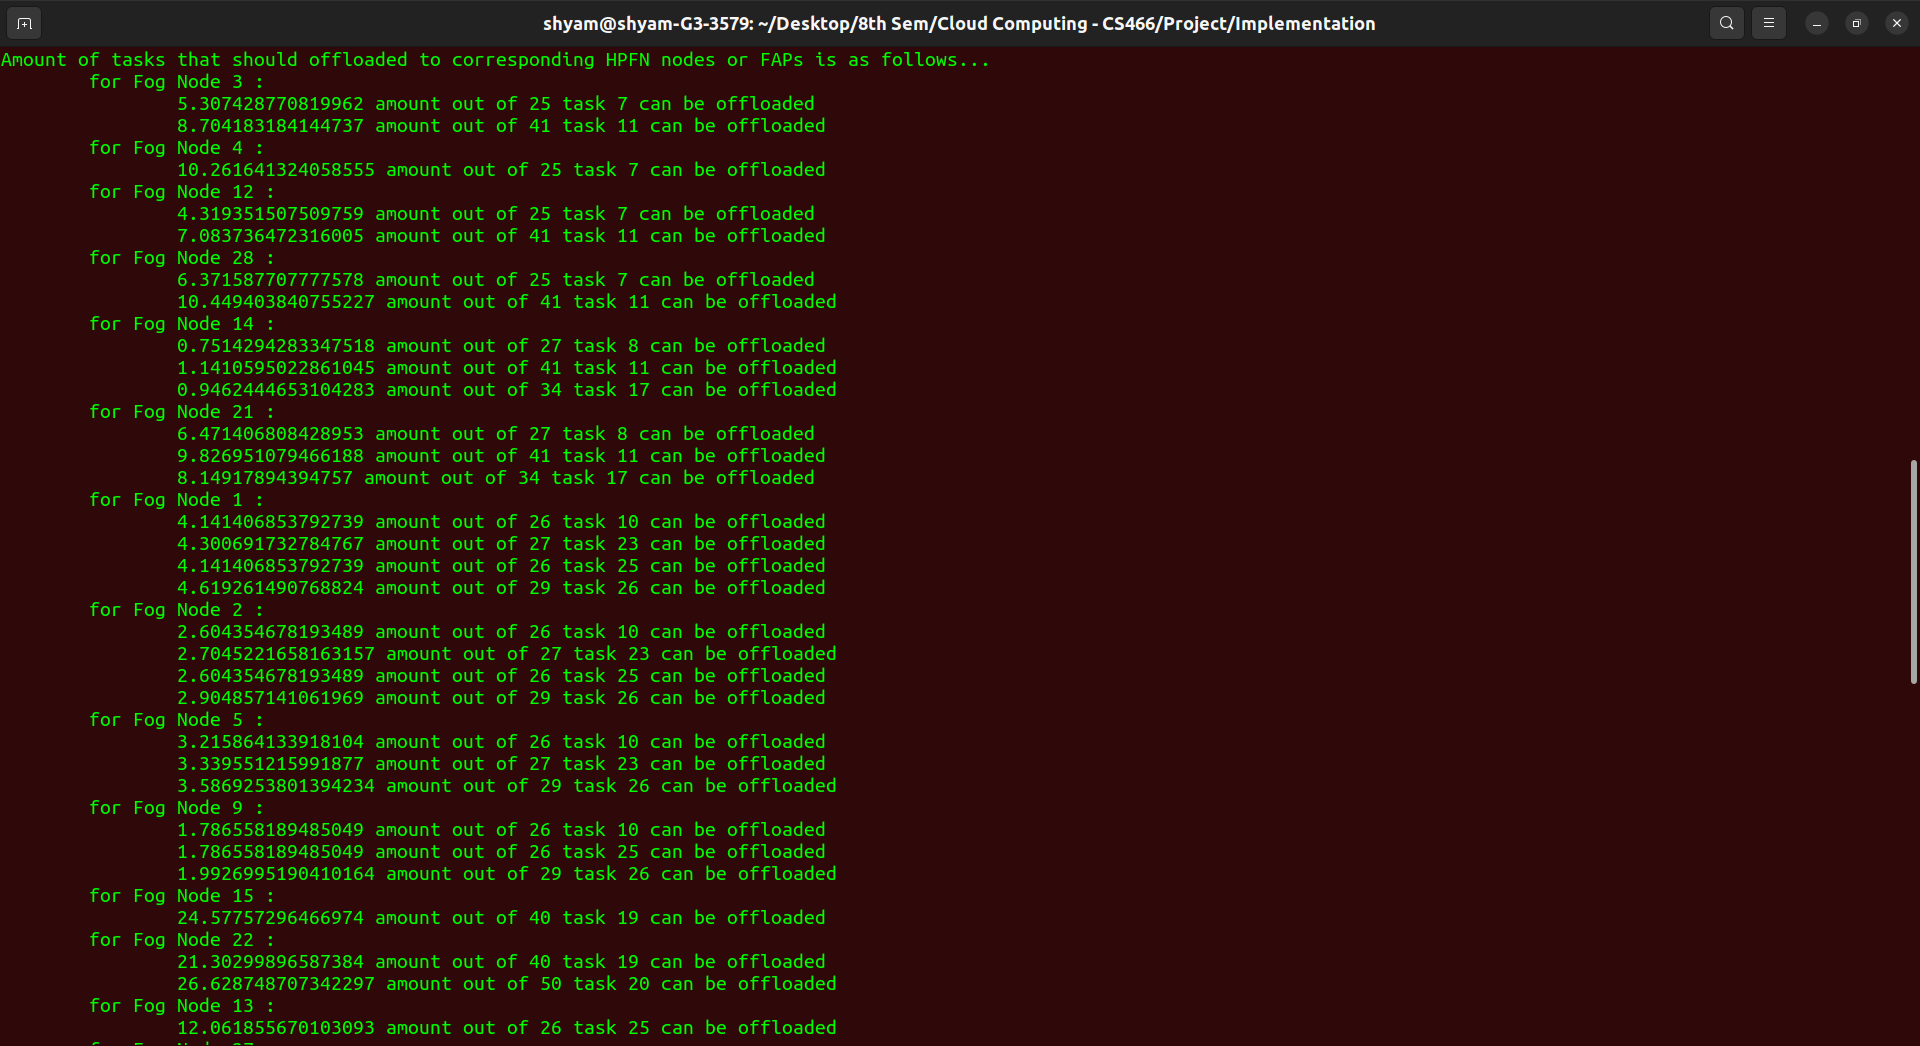 shyam@shyam-G3-3579: ~/Desktop/8th Sem/Cloud Computing - CS466/Project/Implementation
Amount of tasks that should offloaded to corresponding HPFN nodes or FAPs is as follows...
for Fog Node 3 :
5.307428770819962 amount out of 25 task 7 can be offloaded
8.704183184144737 amount out of 41 task 11 can be offloaded
for Fog Node 4 :
10.261641324058555 amount out of 25 task 7 can be offloaded
for Fog Node 12 :
4.319351507509759 amount out of 25 task 7 can be offloaded
7.083736472316005 amount out of 41 task 11 can be offloaded
for Fog Node 28 :
6.371587707777578 amount out of 25 task 7 can be offloaded
10.449403840755227 amount out of 41 task 11 can be offloaded
for Fog Node 14 :
0.7514294283347518 amount out of 27 task 8 can be offloaded
1.1410595022861045 amount out of 41 task 11 can be offloaded
0.9462444653104283 amount out of 34 task 17 can be offloaded
for Fog Node 21 :
6.471406808428953 amount out of 27 task 8 can be offloaded
9.826951079466188 amount out of 41 task 11 can be offloaded
8.14917894394757 amount out of 34 task 17 can be offloaded
for Fog Node 1 :
4.141406853792739 amount out of 26 task 10 can be offloaded
4.300691732784767 amount out of 27 task 23 can be offloaded
4.141406853792739 amount out of 26 task 25 can be offloaded
4.619261490768824 amount out of 29 task 26 can be offloaded
for Fog Node 2 :
2.604354678193489 amount out of 26 task 10 can be offloaded
2.7045221658163157 amount out of 27 task 23 can be offloaded
2.604354678193489 amount out of 26 task 25 can be offloaded
2.904857141061969 amount out of 29 task 26 can be offloaded
for Fog Node 5 :
3.215864133918104 amount out of 26 task 10 can be offloaded
3.339551215991877 amount out of 27 task 23 can be offloaded
3.5869253801394234 amount out of 29 task 26 can be offloaded
for Fog Node 9 :
1.786558189485049 amount out of 26 task 10 can be offloaded
1.786558189485049 amount out of 26 task 25 can be offloaded
1.9926995190410164 amount out of 29 task 26 can be offloaded
for Fog Node 15 :
24.57757296466974 amount out of 40 task 19 can be offloaded
for Fog Node 22 :
21.30299896587384 amount out of 40 task 19 can be offloaded
26.628748707342297 amount out of 50 task 20 can be offloaded
for Fog Node 13 :
12.061855670103093 amount out of 26 task 25 can be offloaded